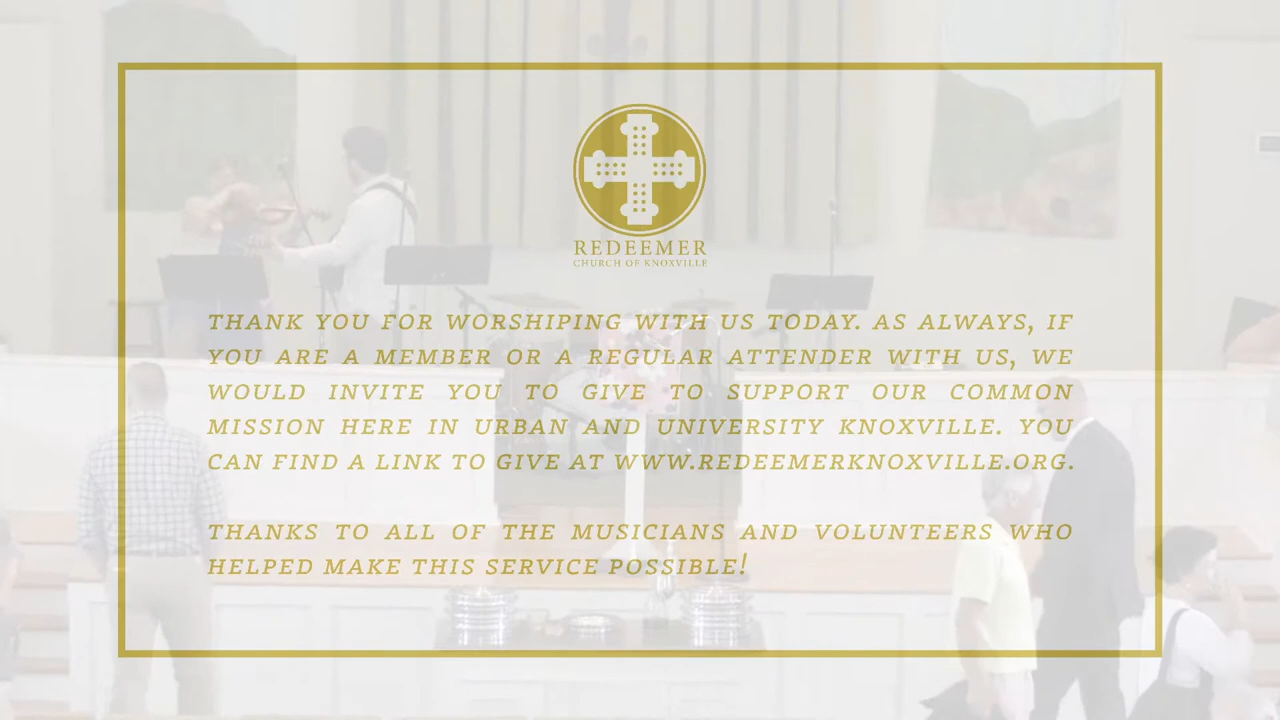 REDEEMER
CHURCH OF KNOXVILLE
THANK YOU FOR WORSHIPING WITH US TODAY. AS ALWAYS, IF
YOU ARE A MEMBER OR A REGULAR ATTENDER WITH US, WE
WOULD INVITE YOU TO GIVE TO SUPPORT OUR COMMON
MISSION HERE IN URBAN AND UNIVERSITY KNOXVILLE. YOU
CAN FIND A LINK TO GIVE AT WWW.REDEEMERKNOXVILLE.ORG.
THANKS TO ALL OF THE MUSICIANS AND VOLUNTEERS WHO
HELPED MAKE THIS SERVICE POSSIBLE!